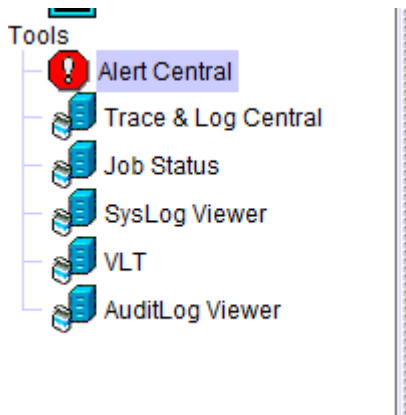 Tools
Alert Central
Trace & Log Central
Job Status
SysLog Viewer
VLT
AuditLog Viewer